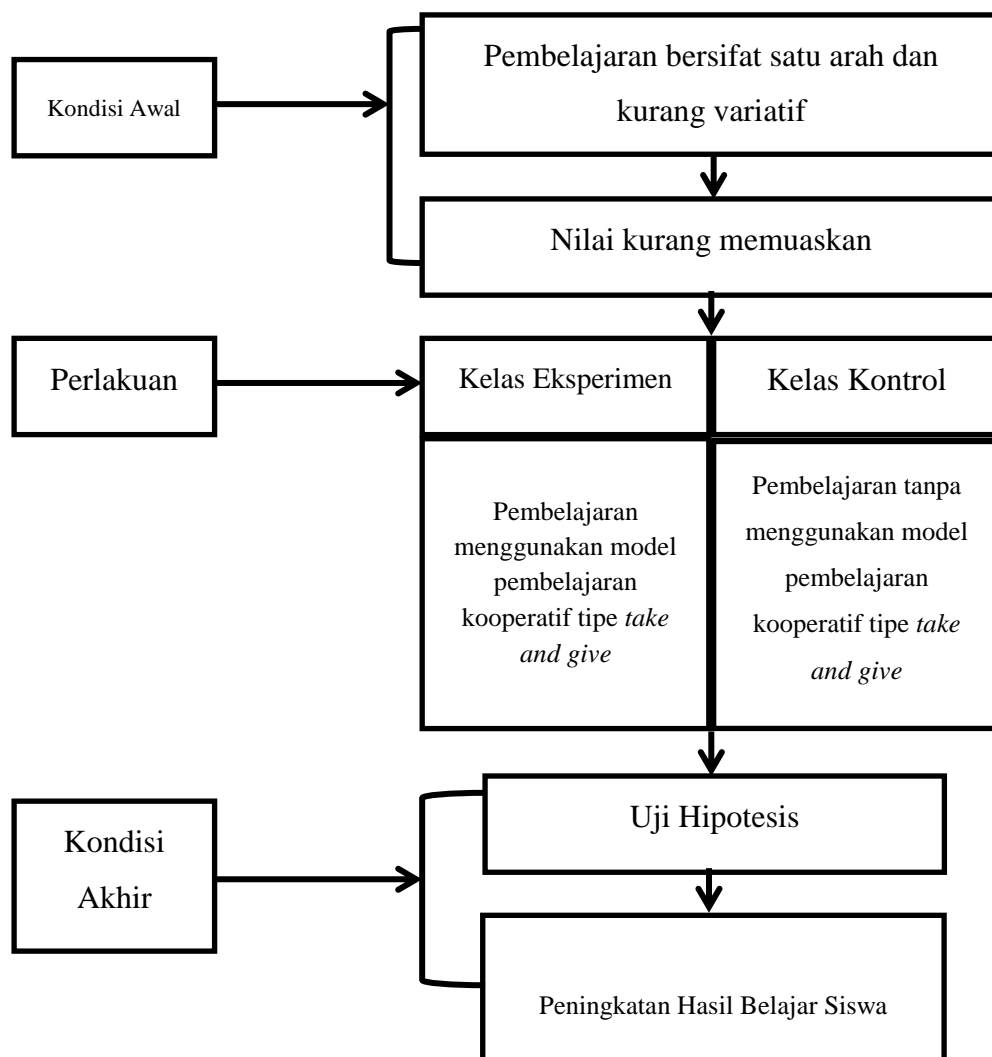 Kondisi Awal
Pembelajaran bersifat satu arah dan
kurang variatif
Nilai kurang memuaskan
Perlakuan
Kelas Eksperimen
Kelas Kontrol
Pembelajaran
menggunakan model
pembelajaran
kooperatif tipe take
and give
Pembelajaran tanpa
menggunakan model
pembelajaran
kooperatif tipe take
and give
Kondisi
Akhir
Uji Hipotesis
Peningkatan Hasil Belajar Siswa